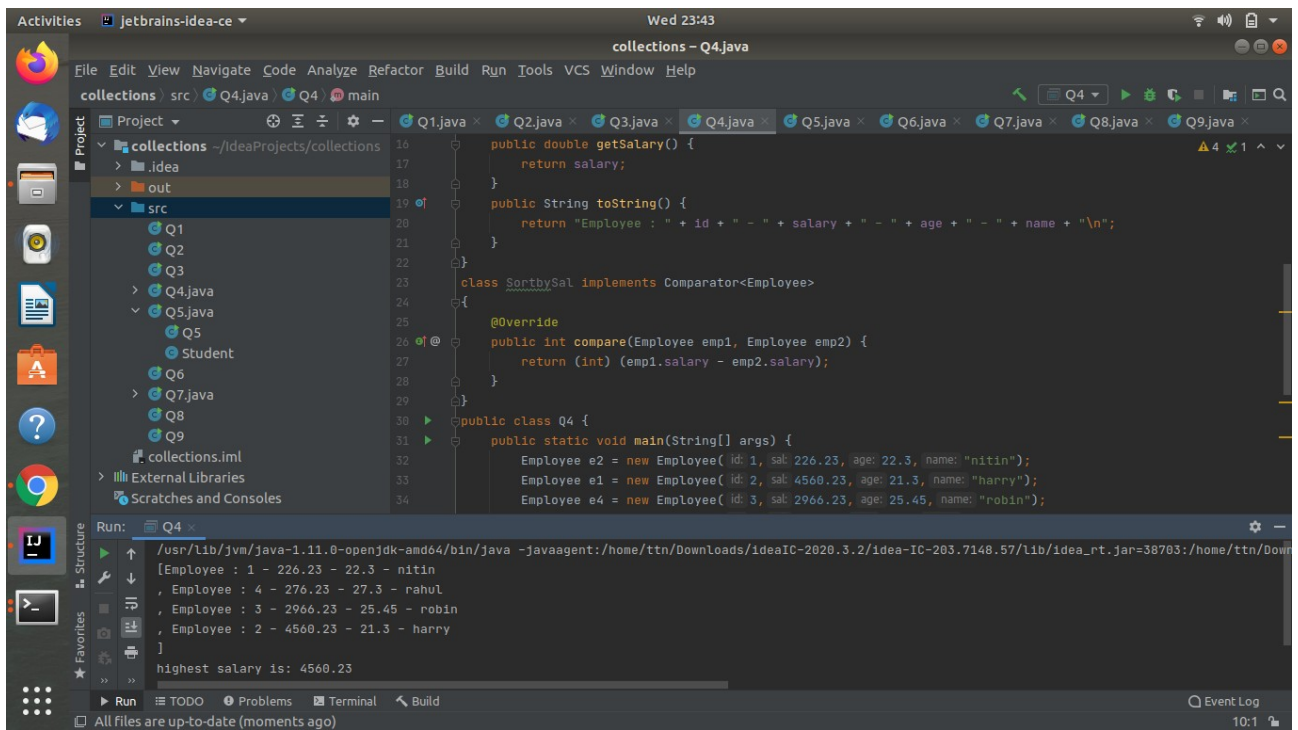 Activities jetbrains-idea-ce Wed 23:43
collections – Q4.java
File Edit View Navigate Code Analyze Refactor Build Run Tools VCS Window Help
collections src Q4.java Q4 main Q4
Project Q1.java Q2.java Q3.java Q4.java Q5.java Q6.java Q7.java Q8.java Q9.java
Project
collections ~/IdeaProjects/collections
.idea
out
src
Q1
Q2
Q3
Q4.java
Q5.java
Q5
Student
Q6
Q7.java
Q8
Q9
collections.iml
External Libraries
Scratches and Consoles
4 1
16 public double getSalary() {
17 return salary;
18 }
19 public String toString() {
20 return "Employee : " + id + " - " + salary + " - " + age + " - " + name + "\n";
21 }
22 }
23 class SortbySal implements Comparator<Employee>
24 {
25 @Override
26 @ public int compare(Employee emp1, Employee emp2) {
27 return (int) (emp1.salary - emp2.salary);
28 }
29 }
30 public class Q4 {
31 public static void main(String[] args) {
32 Employee e2 = new Employee( id: 1, sal: 226.23, age: 22.3, name: "nitin");
33 Employee e1 = new Employee( id: 2, sal: 4560.23, age: 21.3, name: "harry");
34 Employee e4 = new Employee( id: 3, sal: 2966.23, age: 25.45, name: "robin");
Structure
Favorites
Run: Q4
/usr/lib/jvm/java-1.11.0-openjdk-amd64/bin/java -javaagent:/home/ttn/Downloads/ideaIC-2020.3.2/idea-IC-203.7148.57/lib/idea_rt.jar=38703:/home/ttn/Down
[Employee : 1 - 226.23 - 22.3 - nitin
, Employee : 4 - 276.23 - 27.3 - rahul
, Employee : 3 - 2966.23 - 25.45 - robin
, Employee : 2 - 4560.23 - 21.3 - harry
]
highest salary is: 4560.23
Run TODO Problems Terminal Build Event Log
All files are up-to-date (moments ago) 10:1